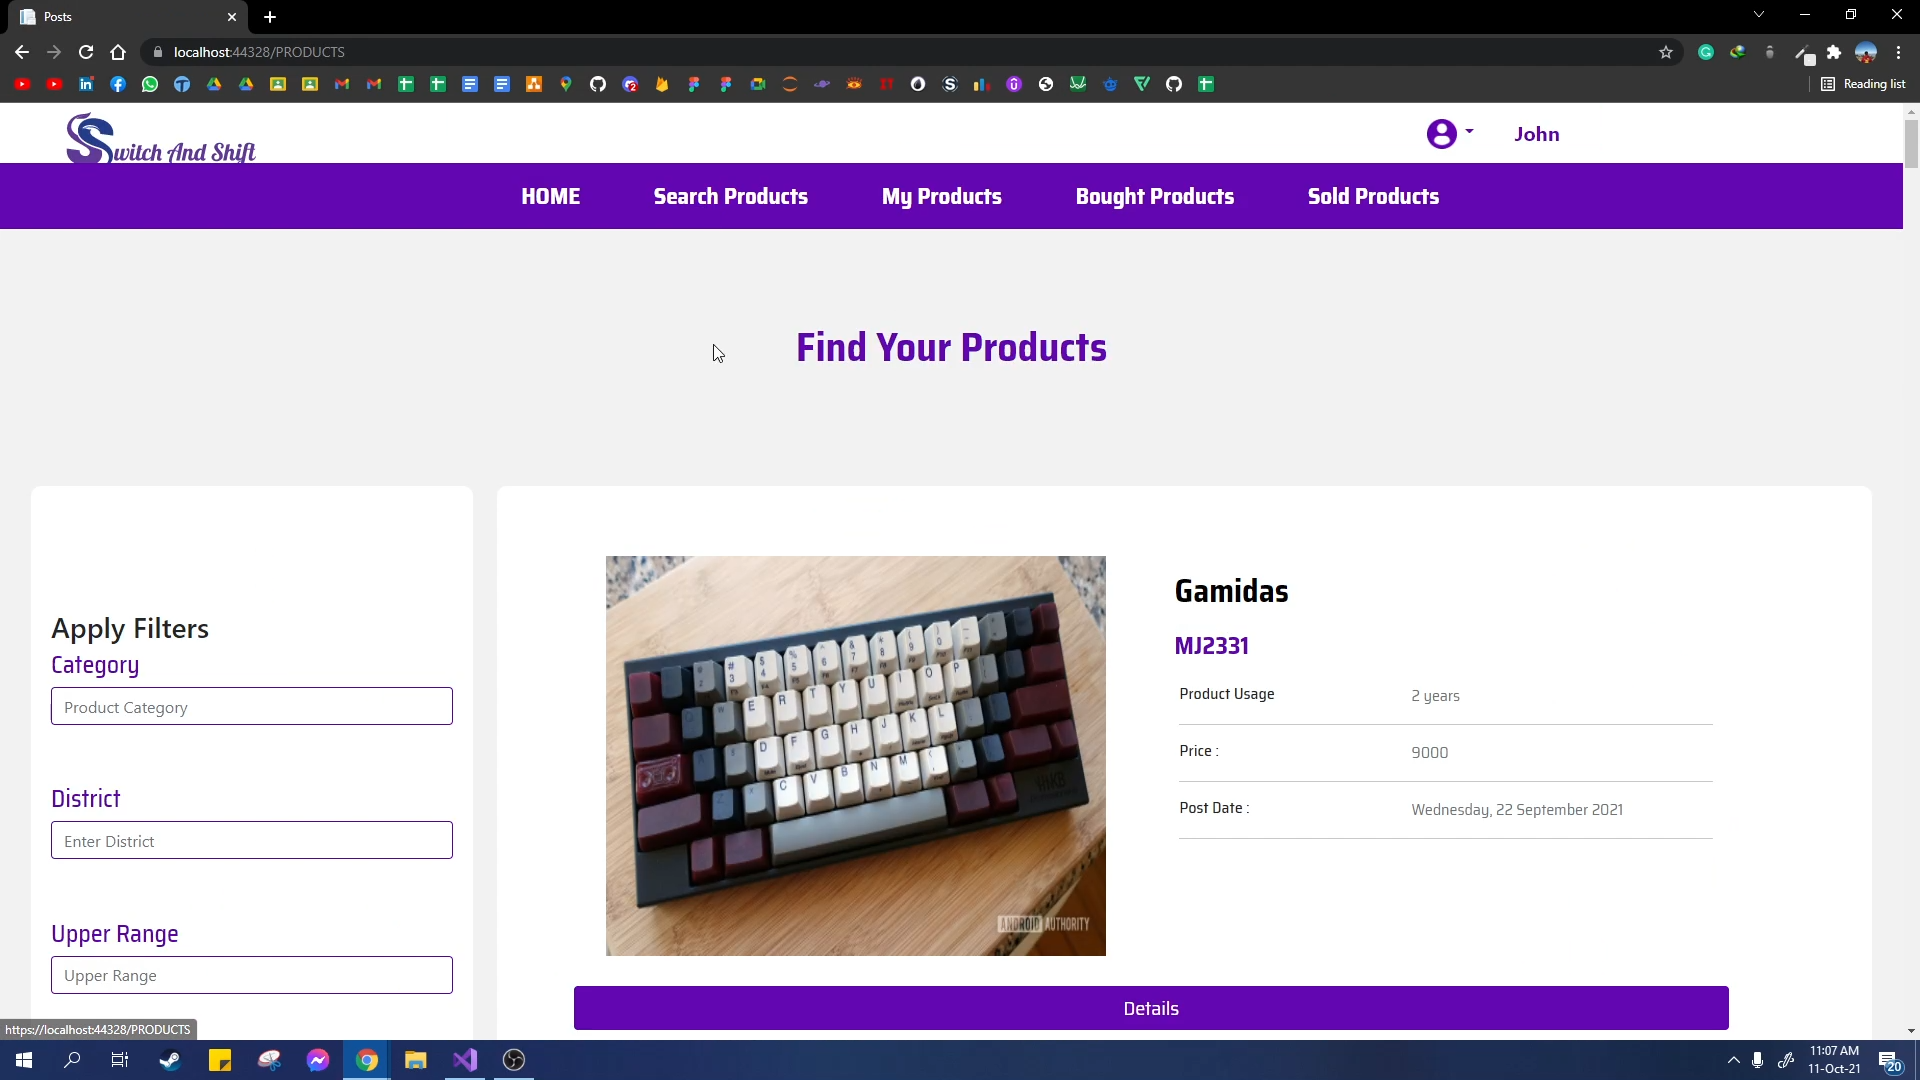 Posts
localhost:44328/PRODUCTS
Reading list
Switch And Shift
John
HOME
Search Products
My Products
Bought Products
Sold Products
Find Your Products
Apply Filters
Category
Product Category
District
Enter District
Upper Range
Upper Range
ANDROID AUTHORITY
Gamidas
MJ2331
Product Usage
2 years
Price :
9000
Post Date :
Wednesday, 22 September 2021
Details
https://localhost:44328/PRODUCTS
11:07 AM
11-Oct-21
20